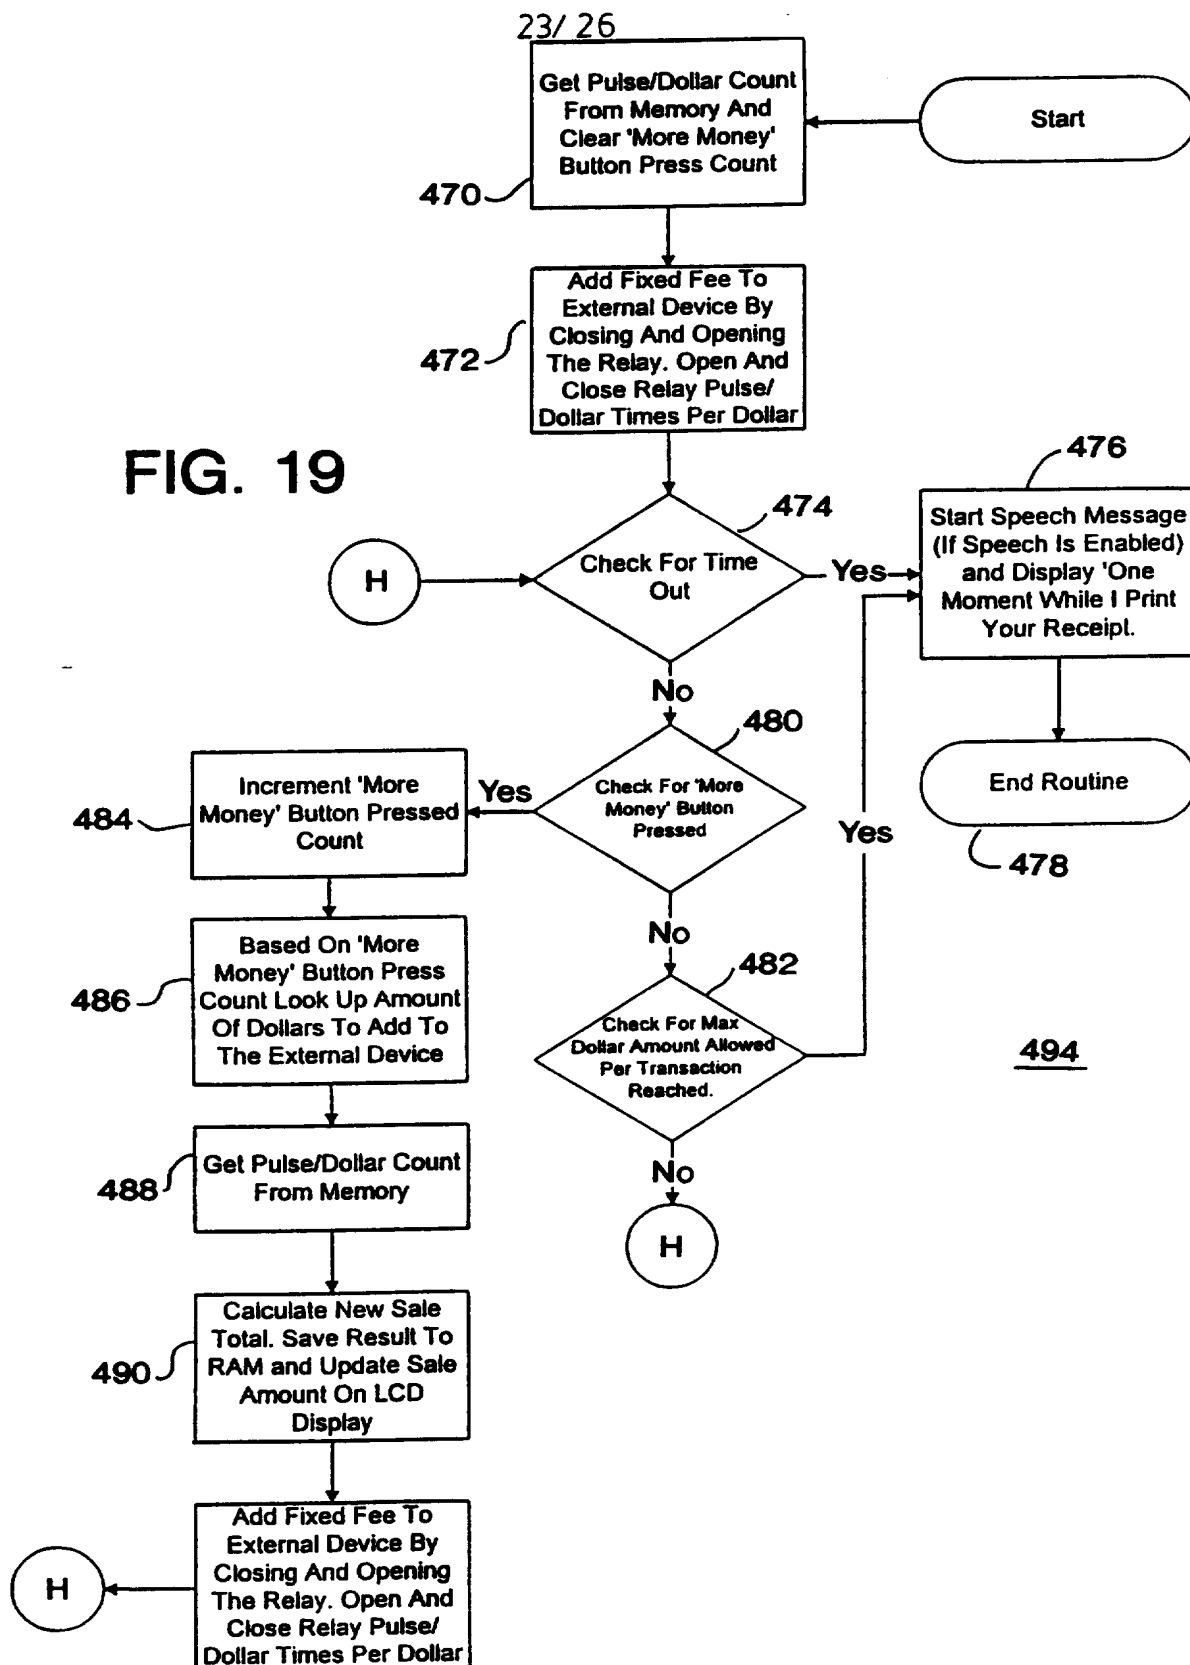 23/ 26
Get Pulse/Dollar Count
From Memory And
Clear 'More Money'
Button Press Count
Start
470
Add Fixed Fee To
External Device By
Closing And Opening
The Relay. Open And
Close Relay Pulse/
Dollar Times Per Dollar
472
FIG. 19
474
476
H
Check For Time
Out
Yes
Start Speech Message
(If Speech Is Enabled)
and Display 'One
Moment While I Print
Your Receipt.
No
480
End Routine
478
Increment 'More
Money' Button Pressed
Count
484
Yes
Check For 'More
Money' Button
Pressed
Yes
No
Based On 'More
Money' Button Press
Count Look Up Amount
Of Dollars To Add To
The External Device
486
482
Check For Max
Dollar Amount Allowed
Per Transaction
Reached.
494
Get Pulse/Dollar Count
From Memory
488
No
H
Calculate New Sale
Total. Save Result To
RAM and Update Sale
Amount On LCD
Display
490
Add Fixed Fee To
External Device By
Closing And Opening
The Relay. Open And
Close Relay Pulse/
Dollar Times Per Dollar
H